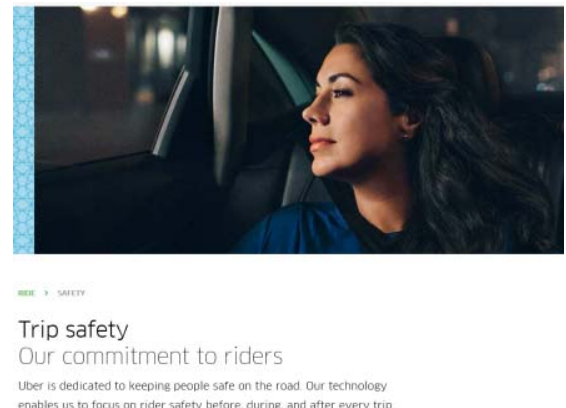 RIDE > SAFETY
Trip safety
Our commitment to riders
Uber is dedicated to keeping people safe on the road. Our technology
enables us to focus on rider safety before, during, and after every trip.